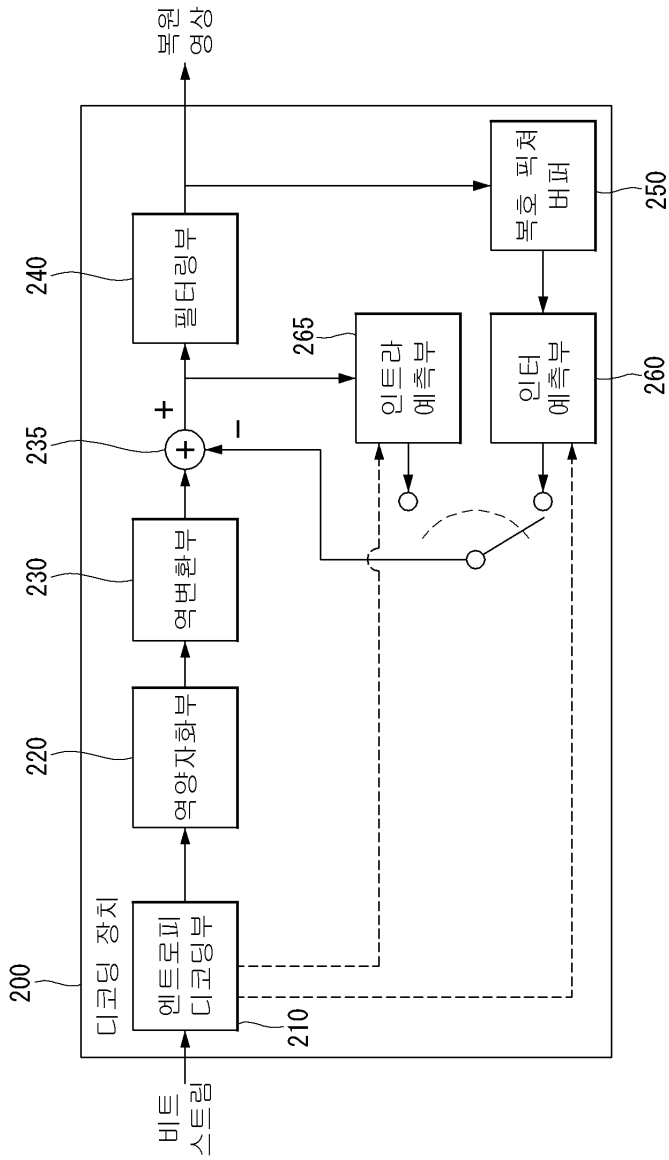 200
디코딩 장치
비트
스트림
엔트로피
디코딩부
210
220
역양자화부
230
역변환부
235
+
+
−
240
필터링부
복원
영상
265
인트라
예측부
인터
예측부
260
복호 픽쳐
버퍼
250